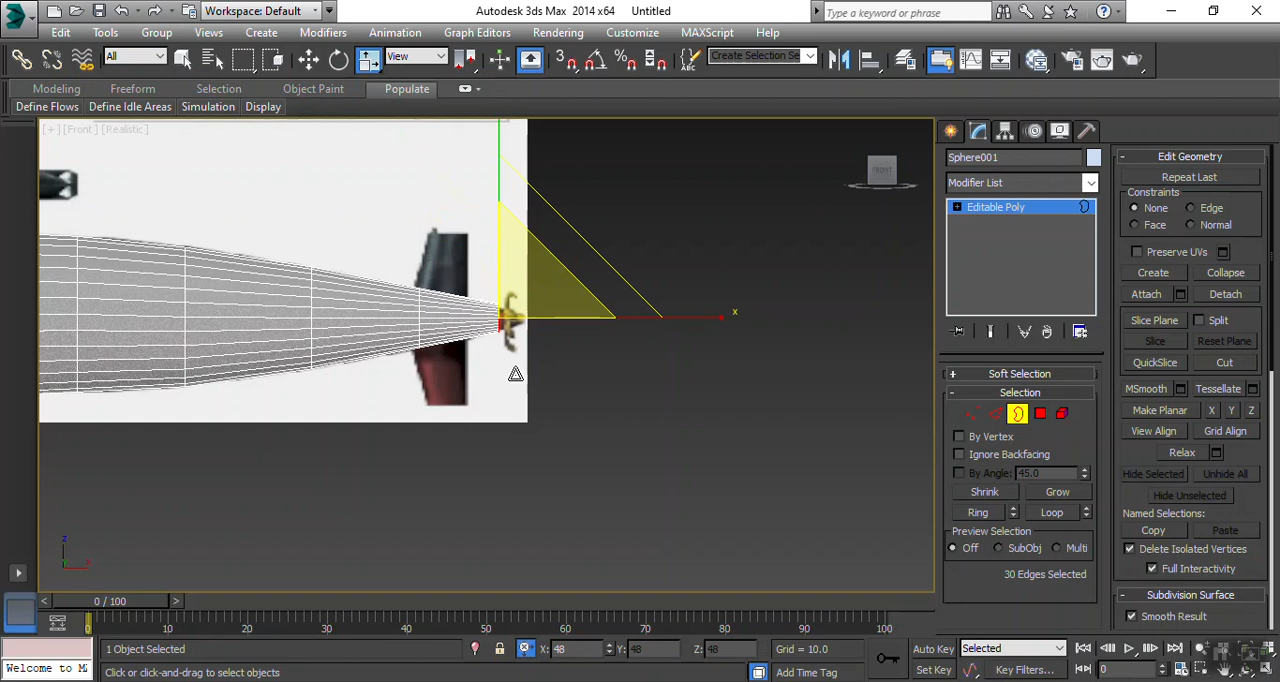 Workspace: Default
Autodesk 3ds Max 2014 x64 Untitled
Type a keyword or phrase
Edit Tools Group Views Create Modifiers Animation Graph Editors Rendering Customize MAXScript Help
All
View
3
Create Selection Se
Modeling Freeform Selection Object Paint Populate
Define Flows Define Idle Areas Simulation Display
[+] [Front] [Realistic]
FRONT
x
z
x
Sphere001
Modifier List
Editable Poly
Soft Selection
Selection
By Vertex
Ignore Backfacing
By Angle: 45.0
Shrink Grow
Ring Loop
Preview Selection
Off SubObj Multi
30 Edges Selected
Edit Geometry
Repeat Last
Constraints
None Edge
Face Normal
Preserve UVs
Create Collapse
Attach Detach
Slice Plane Split
Slice Reset Plane
QuickSlice Cut
MSmooth Tessellate
Make Planar X Y Z
View Align Grid Align
Relax
Hide Selected Unhide All
Hide Unselected
Named Selections:
Copy Paste
Delete Isolated Vertices
Full Interactivity
Subdivision Surface
Smooth Result
0 / 100
0 10 20 30 40 50 60 70 80 90 100
1 Object Selected
X: 48 Y: 48 Z: 48
Grid = 10.0
Auto Key Selected
Welcome to M
Click or click-and-drag to select objects
Add Time Tag
Set Key Key Filters...
0